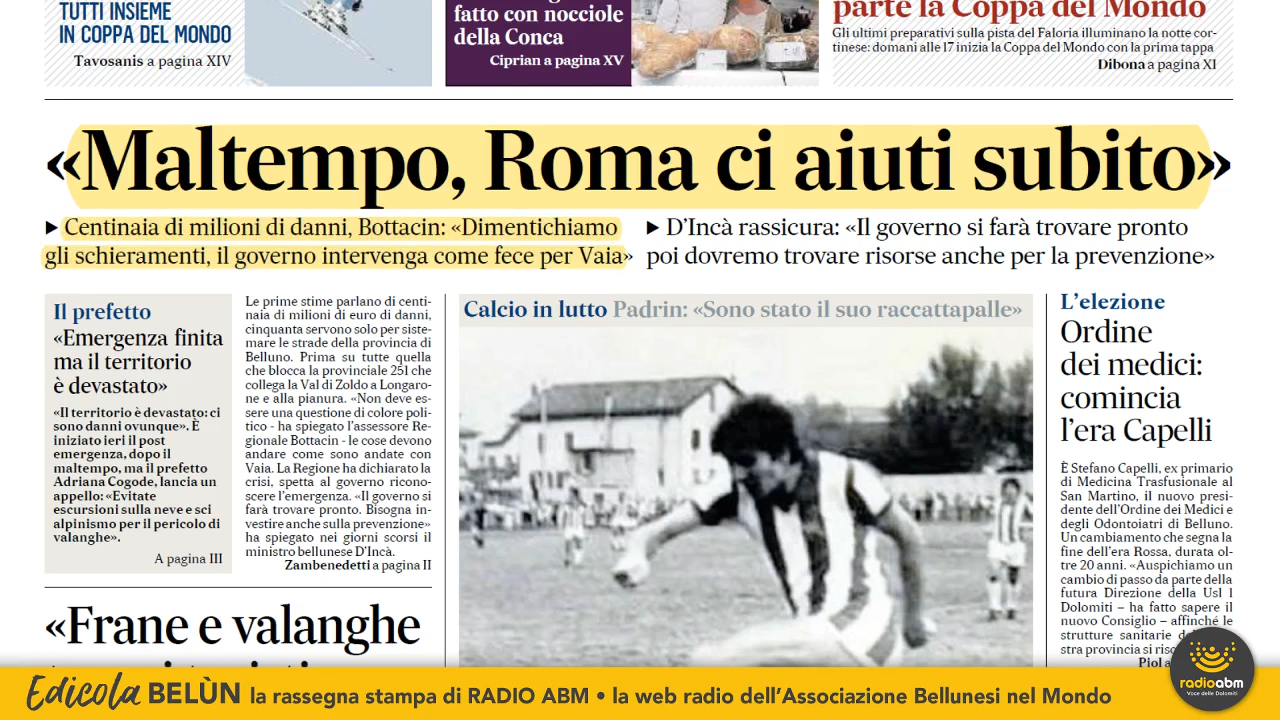 TUTTI INSIEME
IN COPPA DEL MONDO
Tavosanis a pagina XIV
fatto con nocciole
della Conca
Ciprian a pagina XV
parte la Coppa del Mondo
Gli ultimi preparativi sulla pista del Faloria illuminano la notte cor-
tinese: domani alle 17 inizia la Coppa del Mondo con la prima tappa
Dibona a pagina XI
«Maltempo, Roma ci aiuti subito»
Centinaia di milioni di danni, Bottacin: «Dimentichiamo
gli schieramenti, il governo intervenga come fece per Vaia»
D'Incà rassicura: «Il governo si farà trovare pronto
poi dovremo trovare risorse anche per la prevenzione»
Il prefetto
«Emergenza finita
ma il territorio
è devastato»
«Il territorio è devastato: ci
sono danni ovunque». È
iniziato ieri il post
emergenza, dopo il
maltempo, ma il prefetto
Adriana Cogode, lancia un
appello: «Evitate
escursioni sulla neve e sci
alpinismo per il pericolo di
valanghe».
A pagina III
Le prime stime parlano di centi-
naia di milioni di euro di danni,
cinquanta servono solo per siste-
mare le strade della provincia di
Belluno. Prima su tutte quella
che blocca la provinciale 251 che
collega la Val di Zoldo a Longaro-
ne e alla pianura. «Non deve es-
sere una questione di colore poli-
tico - ha spiegato l'assessore Re-
gionale Bottacin - le cose devono
andare come sono andate con
Vaia. La Regione ha dichiarato la
crisi, spetta al governo ricono-
scere l'emergenza. «Il governo si
farà trovare pronto. Bisogna in-
vestire anche sulla prevenzione»
ha spiegato nei giorni scorsi il
ministro bellunese D'Incà.
Zambenedetti a pagina II
«Frane e valanghe
Calcio in lutto Padrin: «Sono stato il suo raccattapalle»
L'elezione
Ordine
dei medici:
comincia
l'era Capelli
È Stefano Capelli, ex primario
di Medicina Trasfusionale al
San Martino, il nuovo presi-
dente dell'Ordine dei Medici e
degli Odontoiatri di Belluno.
Un cambiamento che segna la
fine dell'era Rossa, durata ol-
tre 20 anni. «Auspichiamo un
cambio di passo da parte della
futura Direzione della Usl 1
Dolomiti – ha fatto sapere il
nuovo Consiglio – affinché le
strutture sanitarie
stra provincia si
Piol
Edicola BELÙN la rassegna stampa di RADIO ABM • la web radio dell'Associazione Bellunesi nel Mondo
radioabm
Voce delle Dolomiti